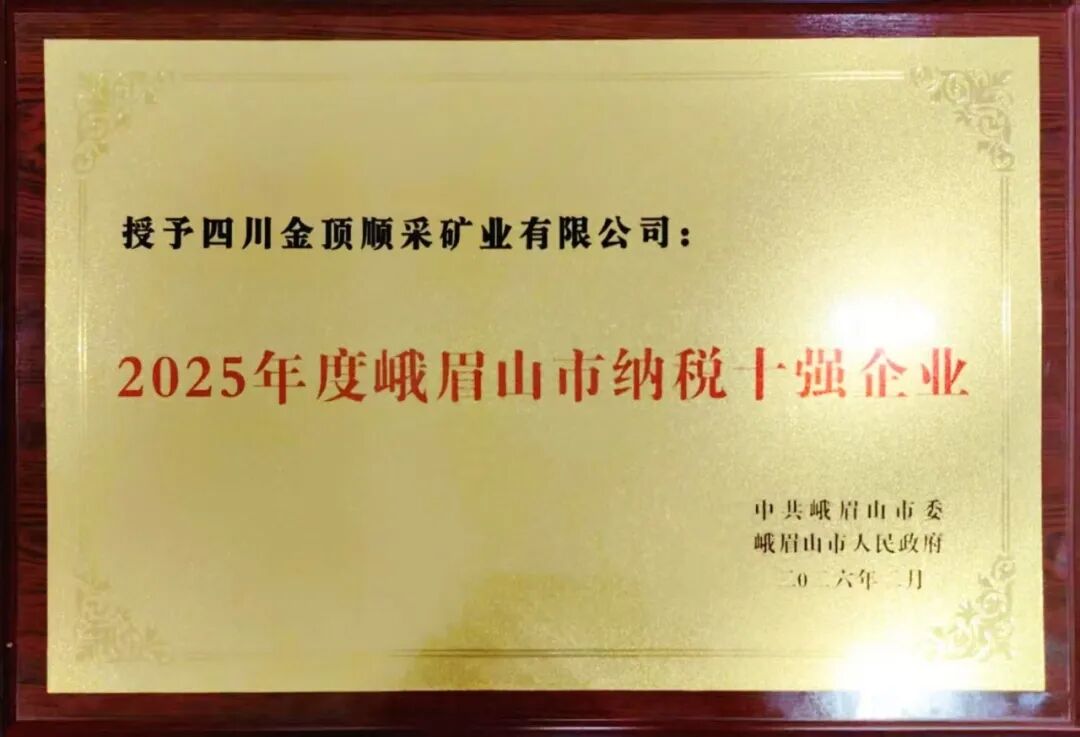 授予四川金顶顺采矿业有限公司：
2025年度峨眉山市纳税十强企业
中共峨眉山市委
峨眉山市人民政府
二0二六年二月